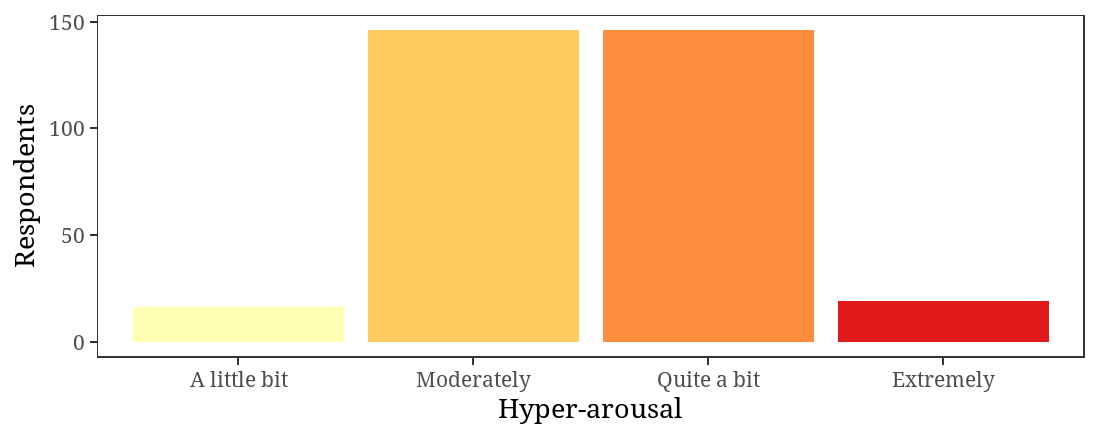 Respondents
150
100
50
0
A little bit
Moderately
Quite a bit
Extremely
Hyper-arousal